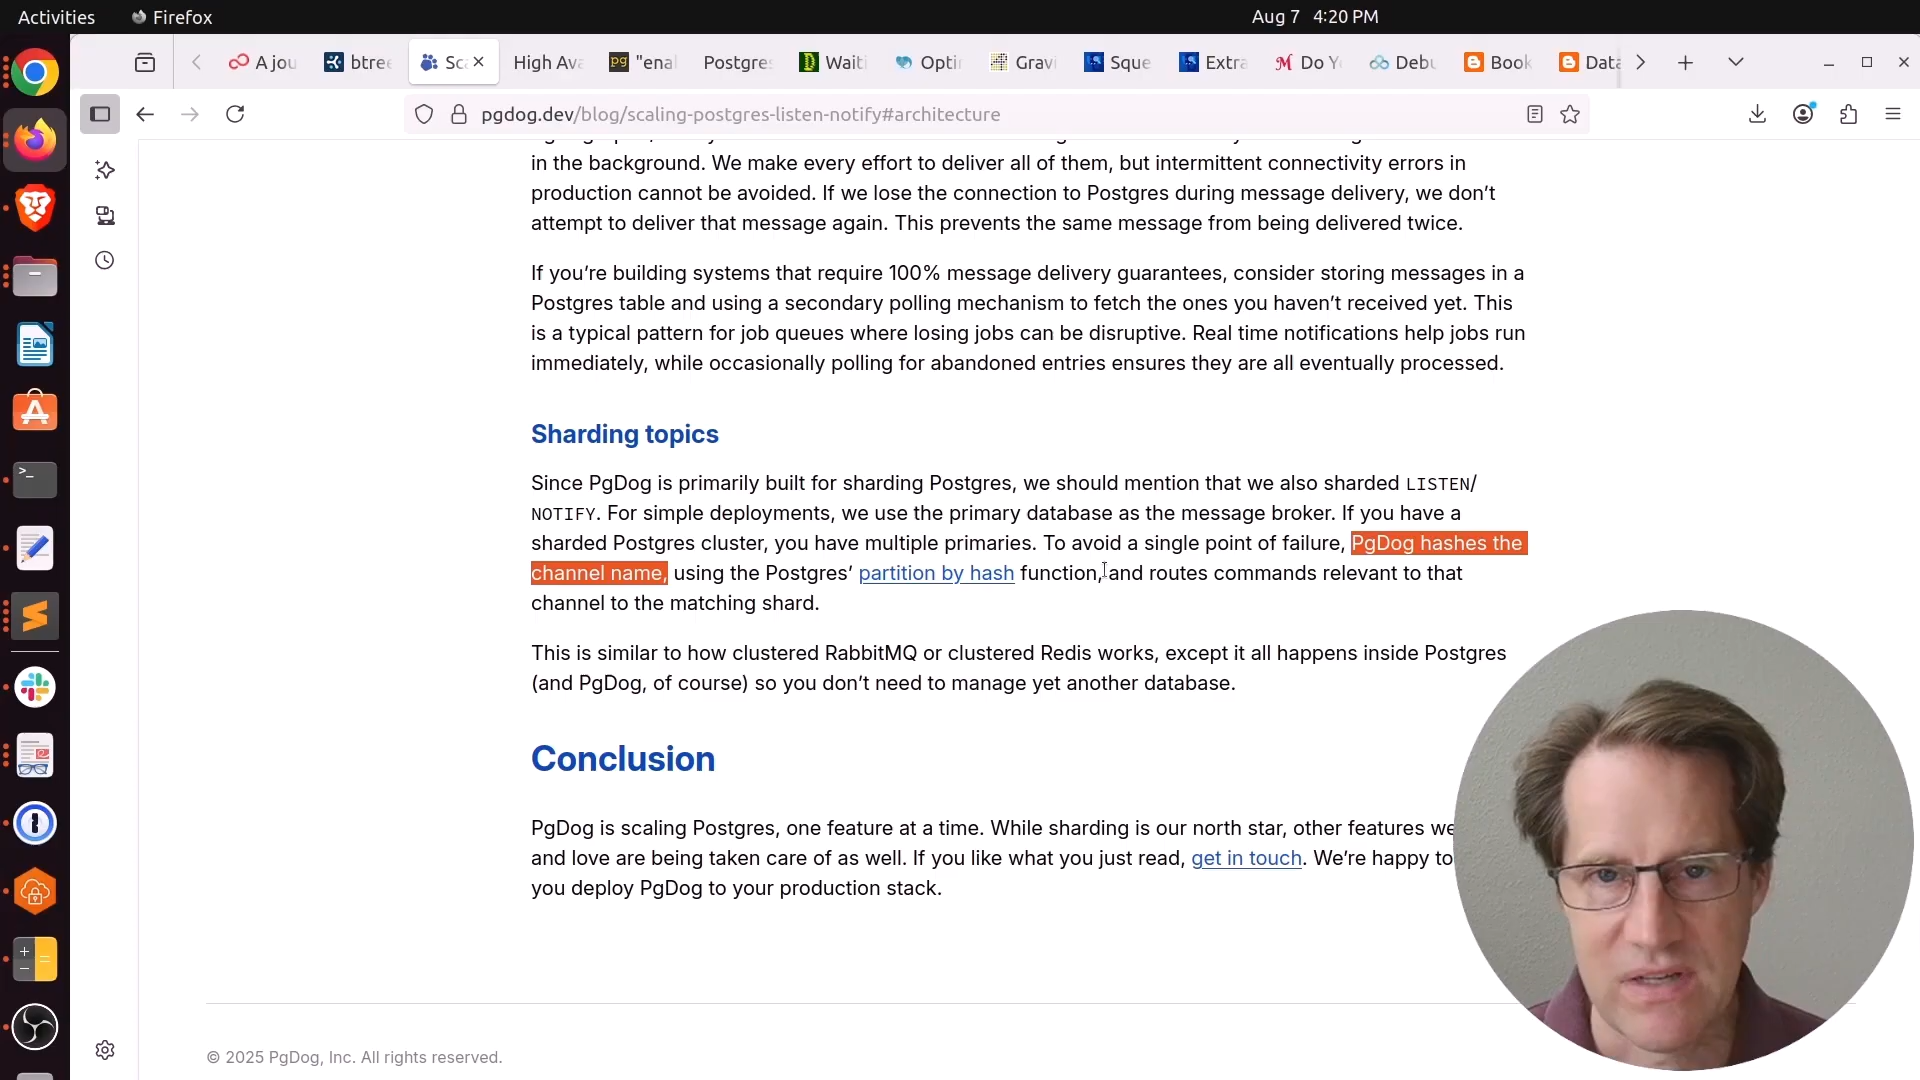 Activities
Firefox
Aug 7 4:20 PM
A jou
btree
Sca
High Ava
"enal
Postgres
Waiti
Opti
Gravi
Sque
Extra
Do Y
Debu
Book
Data
pgdog.dev/blog/scaling-postgres-listen-notify#architecture
in the background. We make every effort to deliver all of them, but intermittent connectivity errors in
production cannot be avoided. If we lose the connection to Postgres during message delivery, we don’t
attempt to deliver that message again. This prevents the same message from being delivered twice.
If you’re building systems that require 100% message delivery guarantees, consider storing messages in a
Postgres table and using a secondary polling mechanism to fetch the ones you haven’t received yet. This
is a typical pattern for job queues where losing jobs can be disruptive. Real time notifications help jobs run
immediately, while occasionally polling for abandoned entries ensures they are all eventually processed.
Sharding topics
Since PgDog is primarily built for sharding Postgres, we should mention that we also sharded LISTEN/
NOTIFY. For simple deployments, we use the primary database as the message broker. If you have a
sharded Postgres cluster, you have multiple primaries. To avoid a single point of failure, PgDog hashes the
channel name, using the Postgres’ partition by hash function, and routes commands relevant to that
channel to the matching shard.
This is similar to how clustered RabbitMQ or clustered Redis works, except it all happens inside Postgres
(and PgDog, of course) so you don’t need to manage yet another database.
Conclusion
PgDog is scaling Postgres, one feature at a time. While sharding is our north star, other features we
and love are being taken care of as well. If you like what you just read, get in touch. We’re happy to
you deploy PgDog to your production stack.
© 2025 PgDog, Inc. All rights reserved.